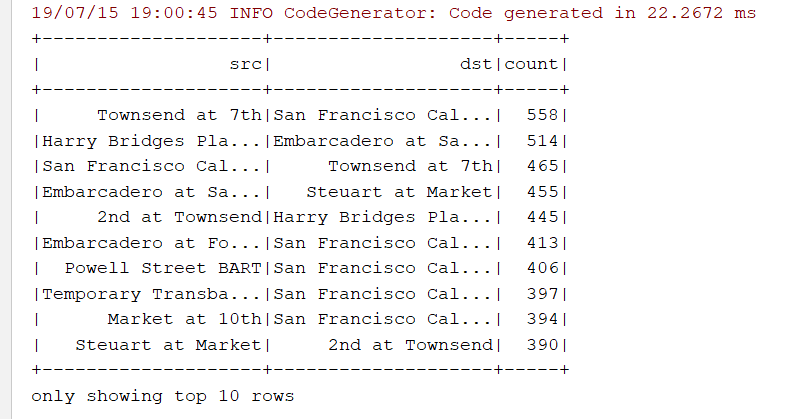 19/07/15 19:00:45 INFO CodeGenerator: Code generated in 22.2672 ms
+--------------------+--------------------+-----+
|                 src|                 dst|count|
+--------------------+--------------------+-----+
|     Townsend at 7th|San Francisco Cal...|  558|
|Harry Bridges Pla...|Embarcadero at Sa...|  514|
|San Francisco Cal...|     Townsend at 7th|  465|
|Embarcadero at Sa...|   Steuart at Market|  455|
|     2nd at Townsend|Harry Bridges Pla...|  445|
|Embarcadero at Fo...|San Francisco Cal...|  413|
|  Powell Street BART|San Francisco Cal...|  406|
|Temporary Transba...|San Francisco Cal...|  397|
|      Market at 10th|San Francisco Cal...|  394|
|   Steuart at Market|     2nd at Townsend|  390|
+--------------------+--------------------+-----+
only showing top 10 rows